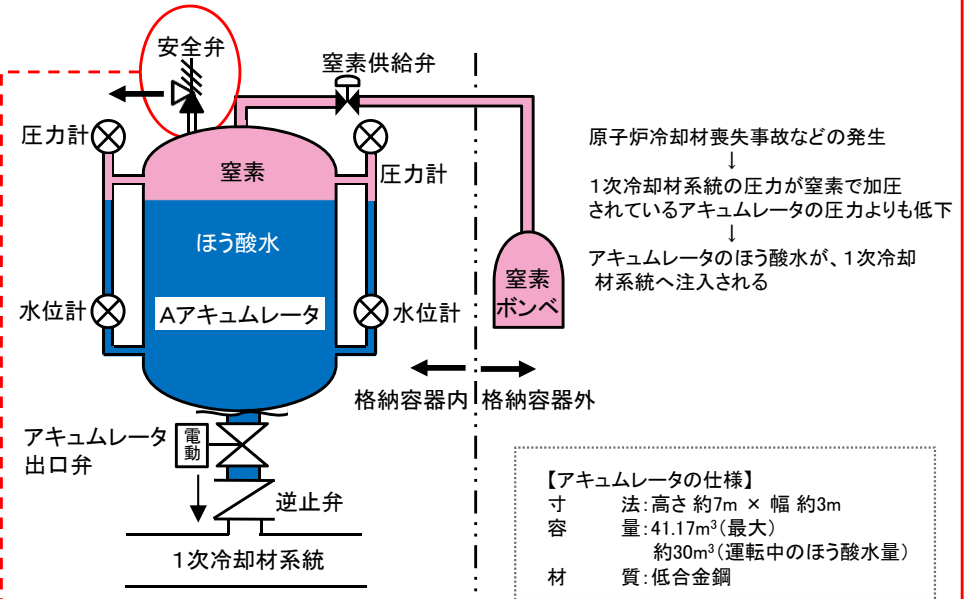 安全弁
窒素供給弁
圧力計
窒素
圧力計
ほう酸水
水位計
Aアキュムレータ
水位計
窒素
ボンベ
格納容器内
格納容器外
アキュムレータ
出口弁
電動
逆止弁
1次冷却材系統
原子炉冷却材喪失事故などの発生
↓
1次冷却材系統の圧力が窒素で加圧
されているアキュムレータの圧力よりも低下
↓
アキュムレータのほう酸水が、1次冷却
材系統へ注入される
【アキュムレータの仕様】
寸　　法:高さ 約7m × 幅 約3m
容　　量:41.17m³(最大)
約30m³(運転中のほう酸水量)
材　　質:低合金鋼